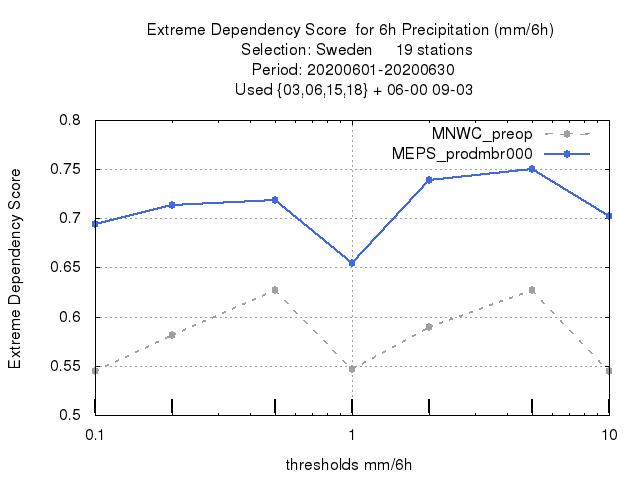 Extreme Dependency Score  for 6h Precipitation (mm/6h)
Selection: Sweden     19 stations
Period: 20200601-20200630
Used {03,06,15,18} + 06-00 09-03
MNWC_preop
MEPS_prodmbr000
Extreme Dependency Score
0.8
0.75
0.7
0.65
0.6
0.55
0.5
0.1
1
10
thresholds mm/6h